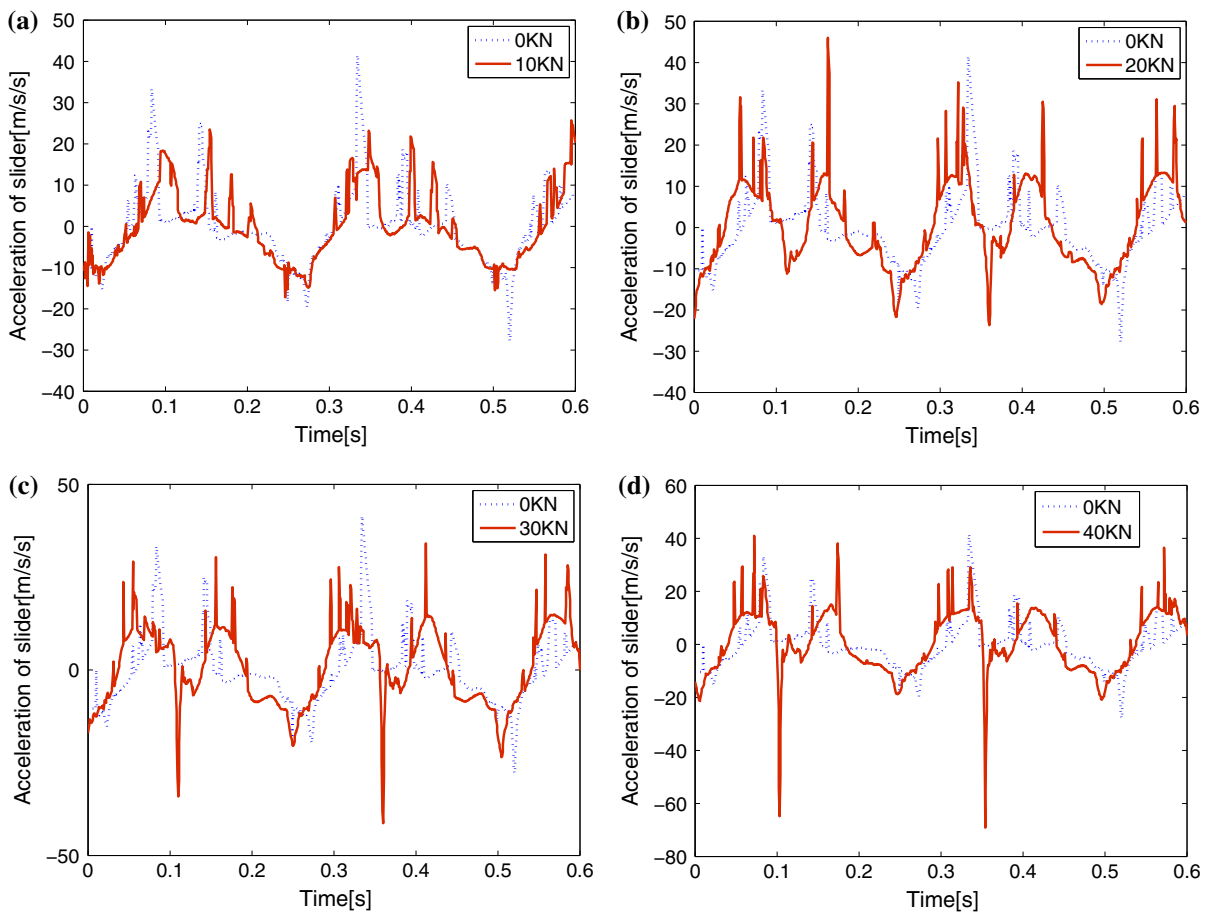 (a)
50
40
30
20
10
0
−10
−20
−30
−40
Acceleration of slider[m/s/s]
0KN
10KN
0 0.1 0.2 0.3 0.4 0.5 0.6
Time[s]
(b)
50
40
30
20
10
0
−10
−20
−30
−40
Acceleration of slider[m/s/s]
0KN
20KN
0 0.1 0.2 0.3 0.4 0.5 0.6
Time[s]
(c)
50
0
−50
Acceleration of slider[m/s/s]
0KN
30KN
0 0.1 0.2 0.3 0.4 0.5 0.6
Time[s]
(d)
60
40
20
0
−20
−40
−60
−80
Acceleration of slider[m/s/s]
0KN
40KN
0 0.1 0.2 0.3 0.4 0.5 0.6
Time[s]